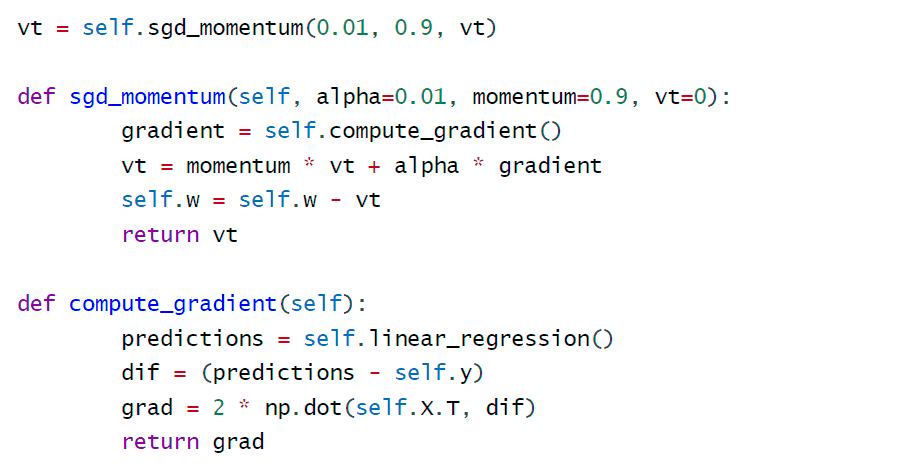 vt = self.sgd_momentum(0.01, 0.9, vt)
def sgd_momentum(self, alpha=0.01, momentum=0.9, vt=0):
gradient = self.compute_gradient()
vt = momentum * vt + alpha * gradient
self.w = self.w - vt
return vt
def compute_gradient(self):
predictions = self.linear_regression()
dif = (predictions - self.y)
grad = 2 * np.dot(self.X.T, dif)
return grad